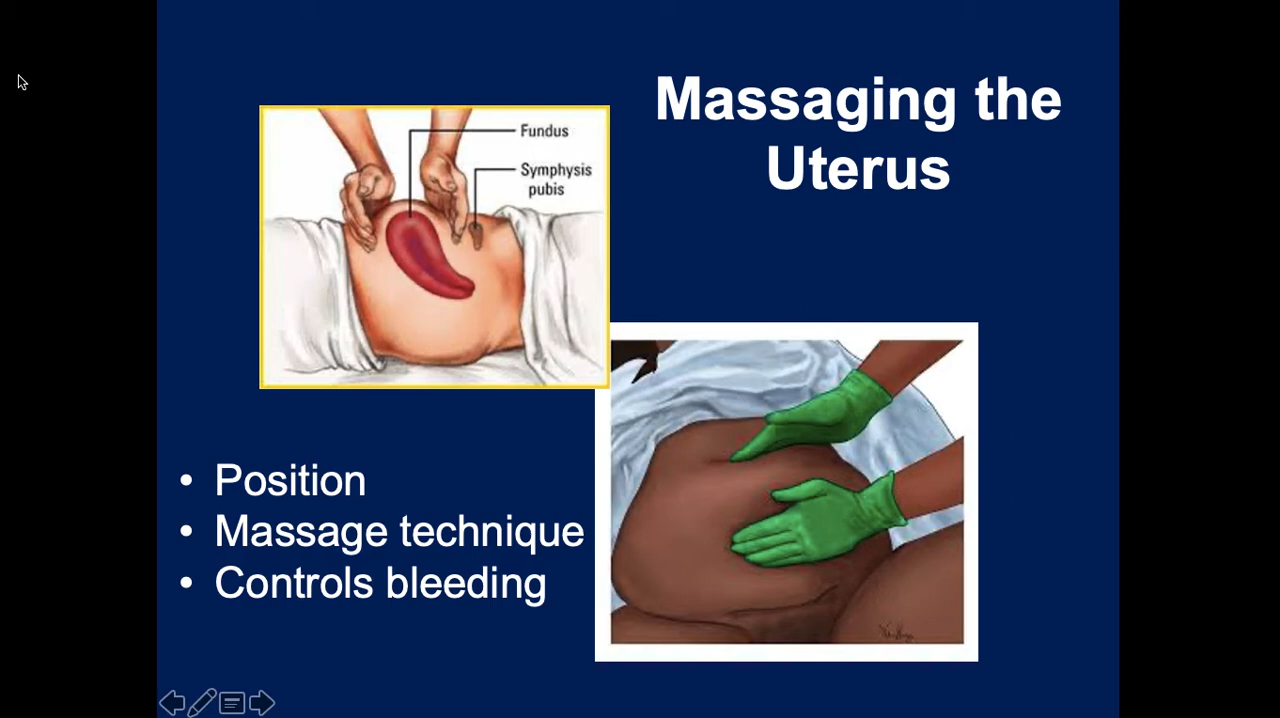 Massaging the
Uterus
Fundus
Symphysis
pubis
• Position
• Massage technique
• Controls bleeding